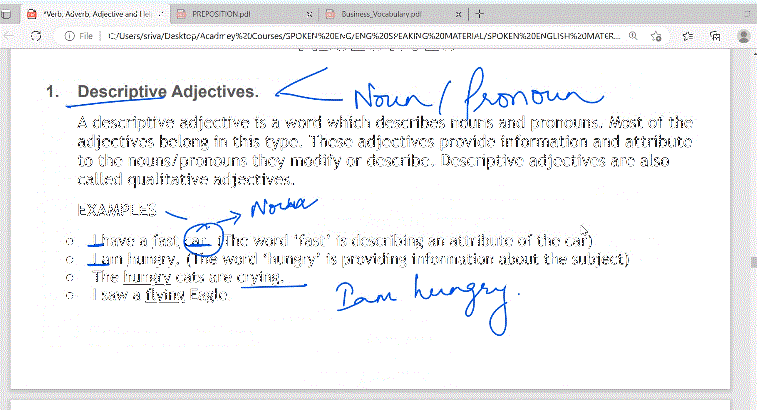 *Verb, Adverb, Adjective and
PREPOSITION.pdf
Business_Vocabulary.pdf
File | C:/Users/sriva/Desktop/Acadmey%20Courses/SPOKEN%20EnG/ENG%20SPEAKING%20MATERIAL/SPOKEN%20ENGLISH%20MATER...
1. Descriptive Adjectives. Noun / Pronoun
A descriptive adjective is a word which describes nouns and pronouns. Most of the
adjectives belong in this type. These adjectives provide information and attribute
to the nouns/pronouns they modify or describe. Descriptive adjectives are also
called qualitative adjectives.
EXAMPLES Noun
I have a fast car. (The word 'fast' is describing an attribute of the car)
I am hungry. (The word 'hungry' is providing information about the subject)
The hungry cats are crying.
I saw a flying Eagle
I am hungry.